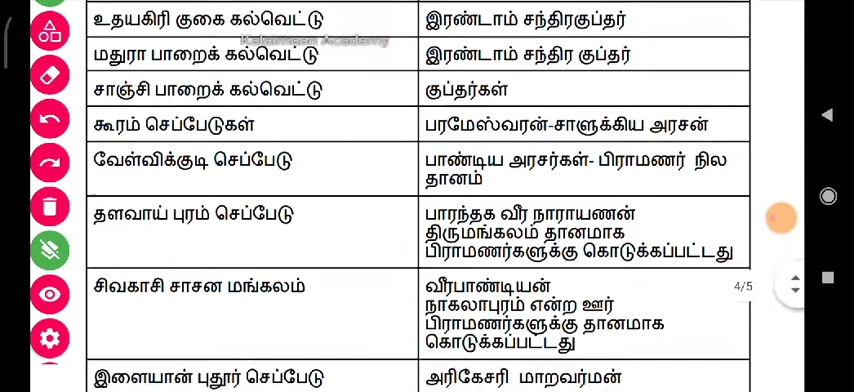 உதயகிரி குகை கல்வெட்டு இரண்டாம் சந்திரகுப்தர்
Kalaimaan Academy
மதுரா பாறைக் கல்வெட்டு இரண்டாம் சந்திர குப்தர்
சாஞ்சி பாறைக் கல்வெட்டு குப்தர்கள்
கூரம் செப்பேடுகள் பரமேஸ்வரன்-சாளுக்கிய அரசன்
வேள்விக்குடி செப்பேடு பாண்டிய அரசர்கள்- பிராமணர் நில
தானம்
தளவாய் புரம் செப்பேடு பாரந்தக வீர நாராயணன்
திருமங்கலம் தானமாக
பிராமணர்களுக்கு கொடுக்கப்பட்டது
சிவகாசி சாசன மங்கலம் வீரபாண்டியன்
நாகலாபுரம் என்ற ஊர்
பிராமணர்களுக்கு தானமாக
கொடுக்கப்பட்டது
4/5
இளையான் புதூர் செப்பேடு அரிகேசரி மாறவர்மன்